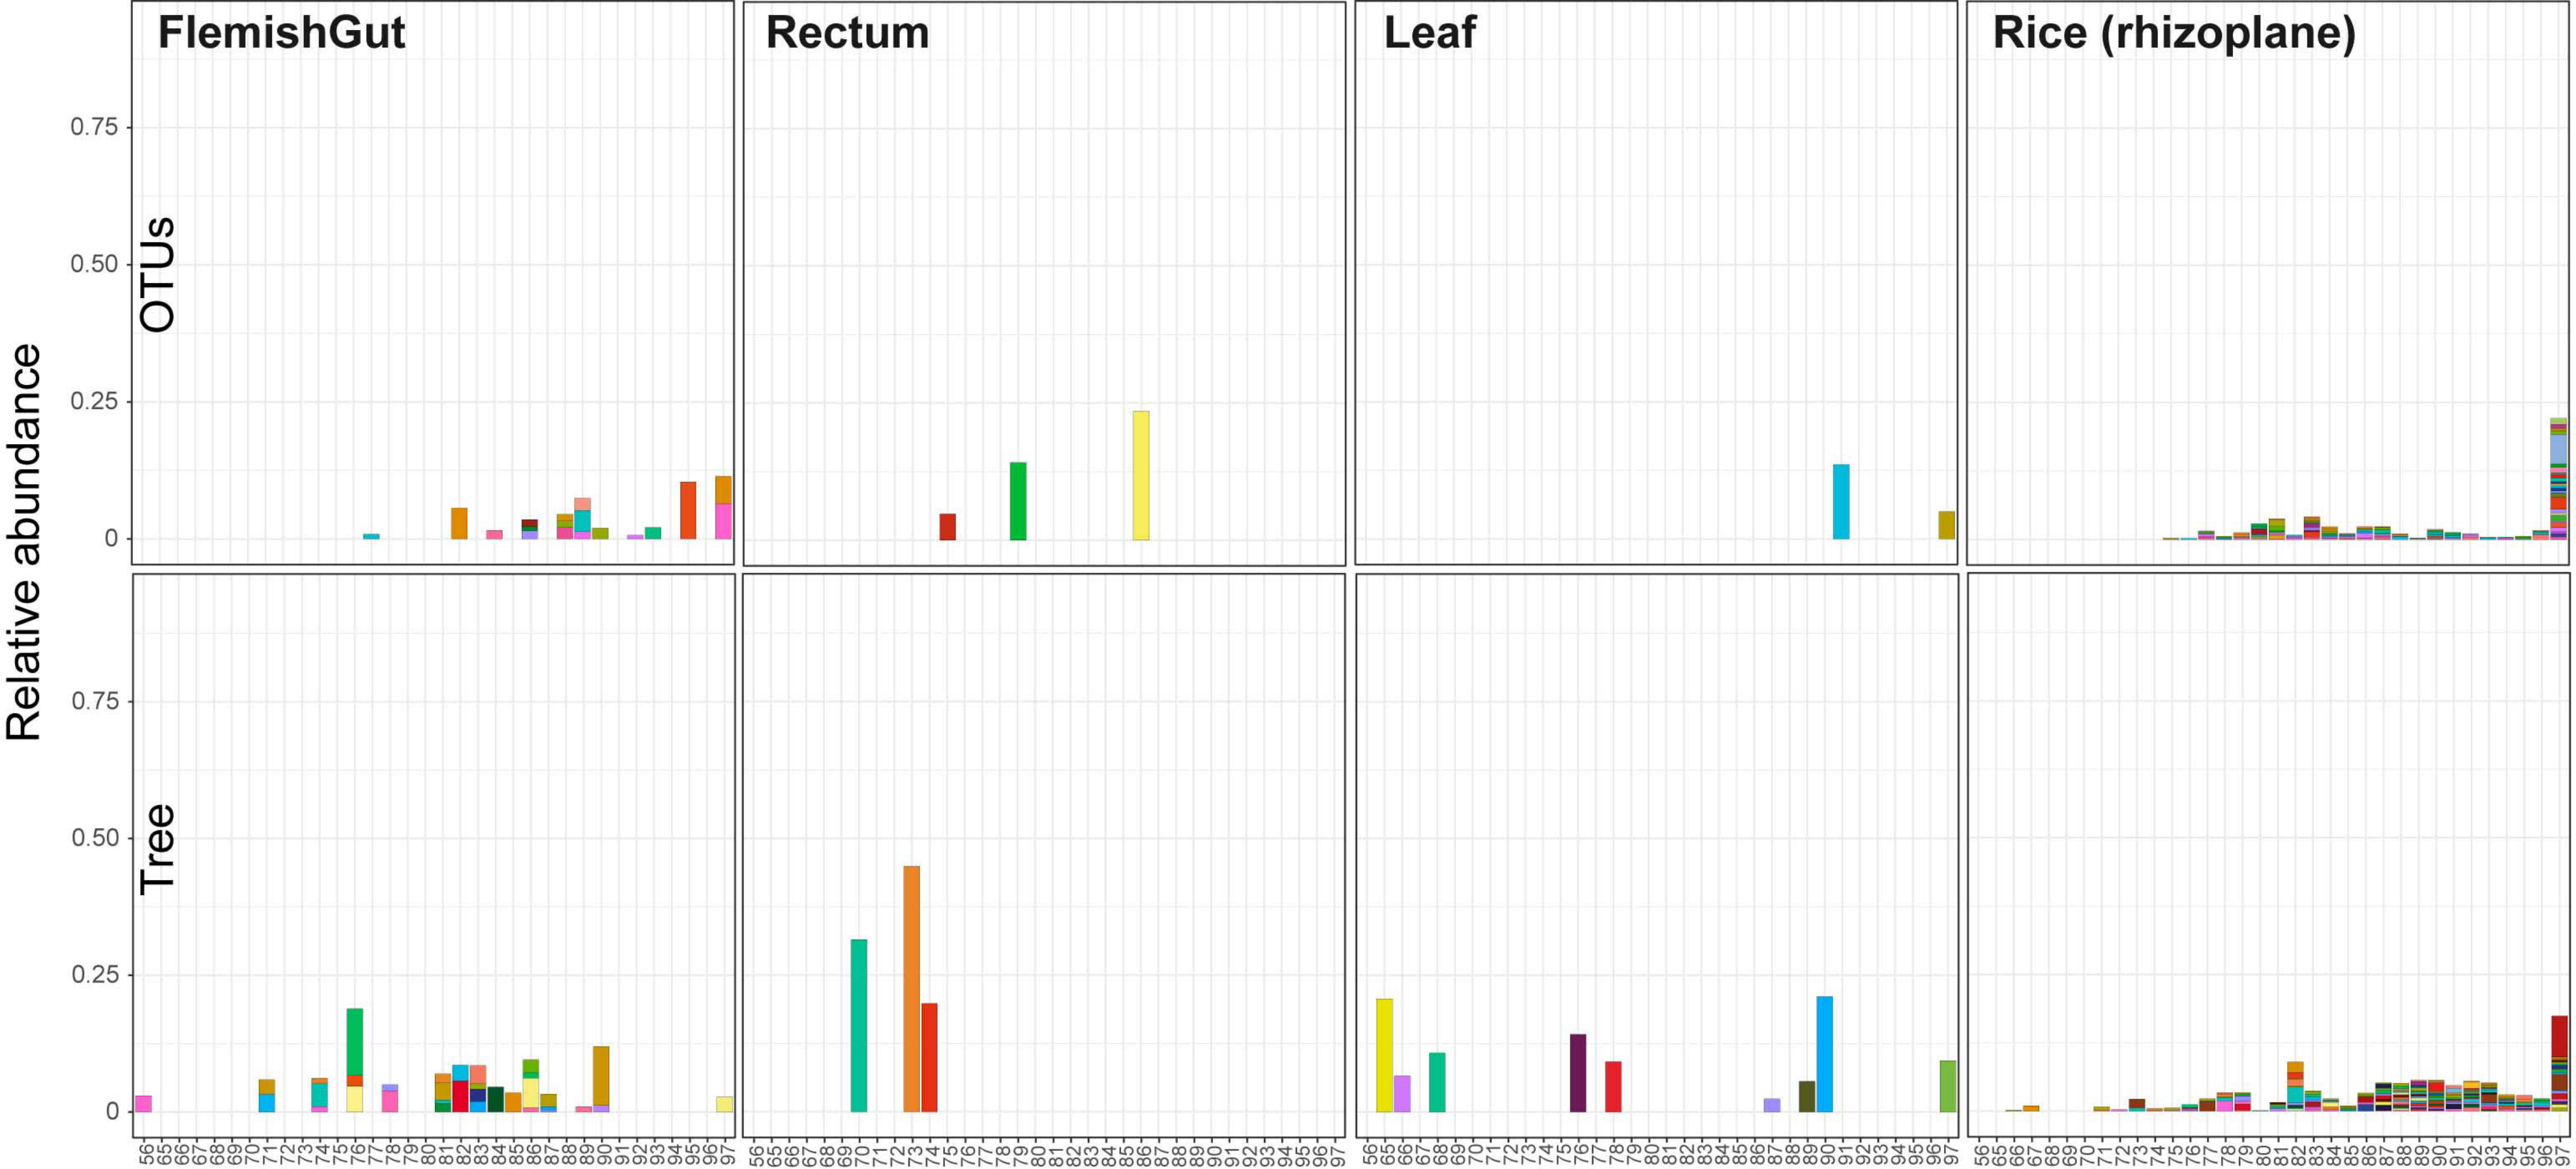 FlemishGut
Rectum
Leaf
Rice (rhizoplane)
Relative abundance
OTUs
0.75
0.50
0.25
0
Tree
0.75
0.50
0.25
0
56 65 66 67 68 69 70 71 72 73 74 75 76 77 78 79 80 81 82 83 84 85 86 87 88 89 90 91 92 93 94 95 96 97
56 65 66 67 68 69 70 71 72 73 74 75 76 77 78 79 80 81 82 83 84 85 86 87 88 89 90 91 92 93 94 95 96 97
56 65 66 67 68 69 70 71 72 73 74 75 76 77 78 79 80 81 82 83 84 85 86 87 88 89 90 91 92 93 94 95 96 97
56 65 66 67 68 69 70 71 72 73 74 75 76 77 78 79 80 81 82 83 84 85 86 87 88 89 90 91 92 93 94 95 96 97